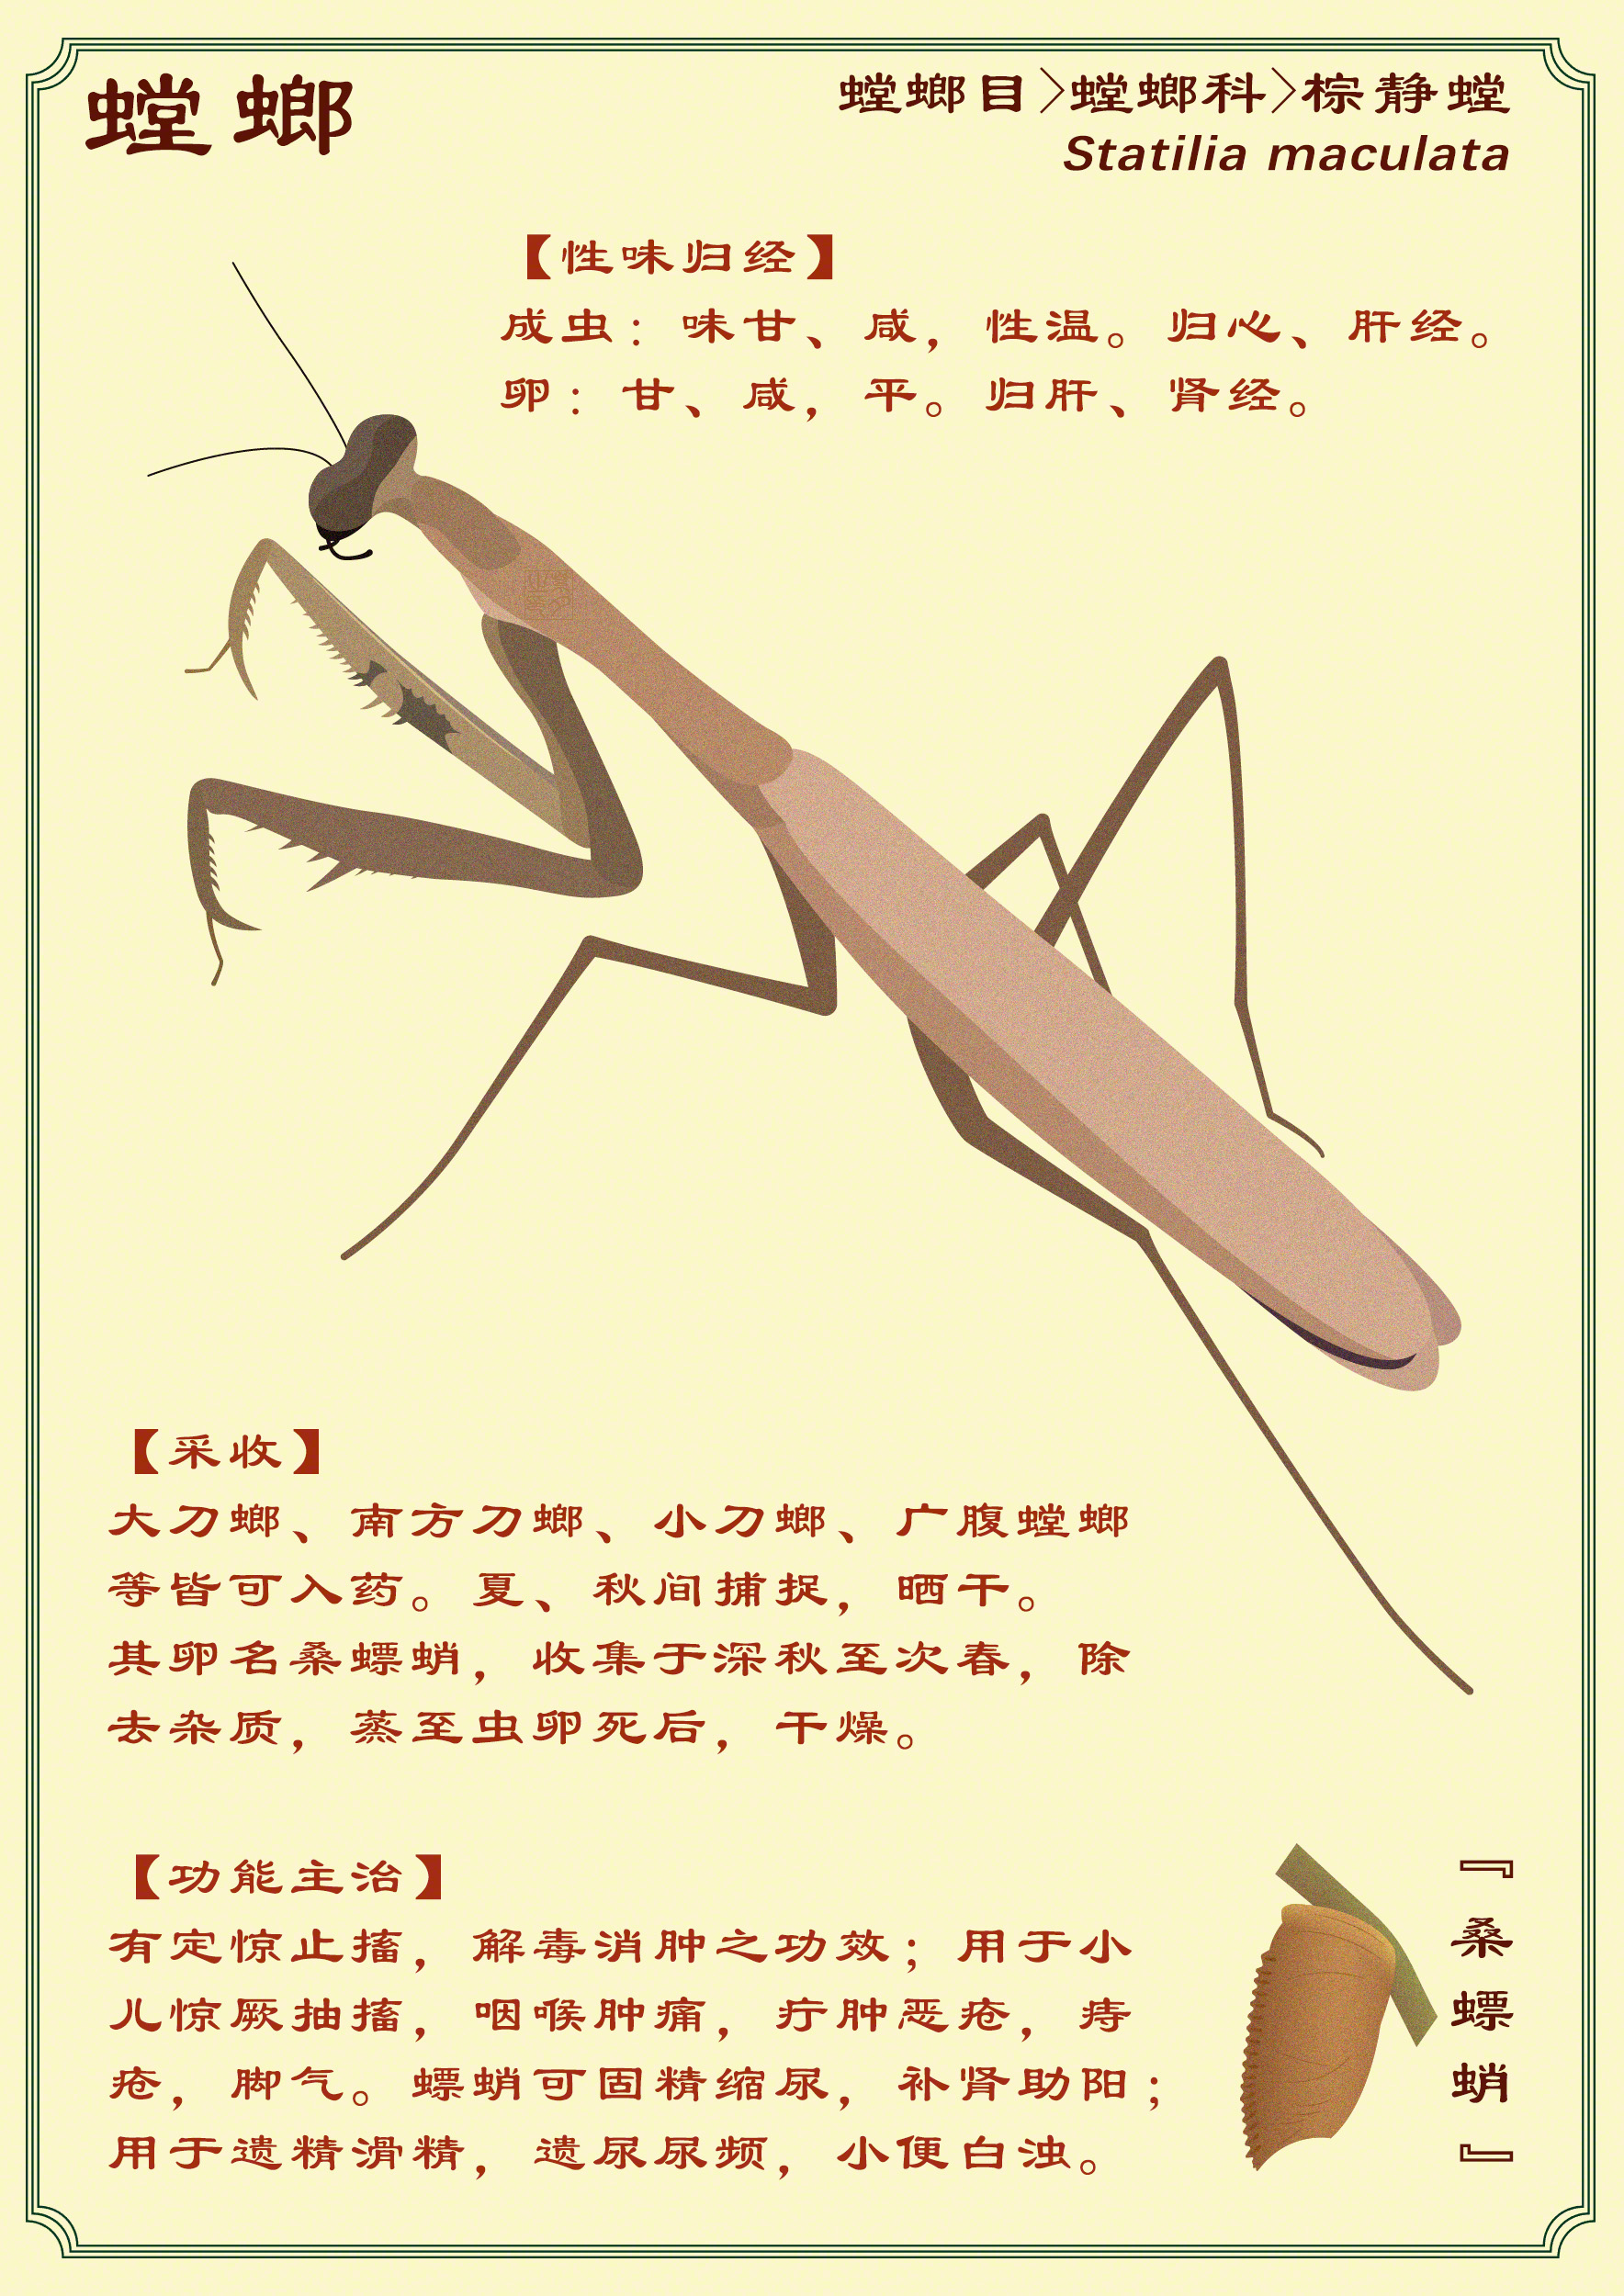 螳螂
螳螂目>螳螂科>棕静螳
Statilia maculata
【性味归经】
成虫：味甘、咸，性温。归心、肝经。
卵：甘、咸，平。归肝、肾经。
【采收】
大刀螂、南方刀螂、小刀螂、广腹螳螂
等皆可入药。夏、秋间捕捉，晒干。
其卵名桑螵蛸，收集于深秋至次春，除
去杂质，蒸至虫卵死后，干燥。
【功能主治】
有定惊止搐，解毒消肿之功效；用于小
儿惊厥抽搐，咽喉肿痛，疔肿恶疮，痔
疮，脚气。螵蛸可固精缩尿，补肾助阳；
用于遗精滑精，遗尿尿频，小便白浊。
『桑螵蛸』